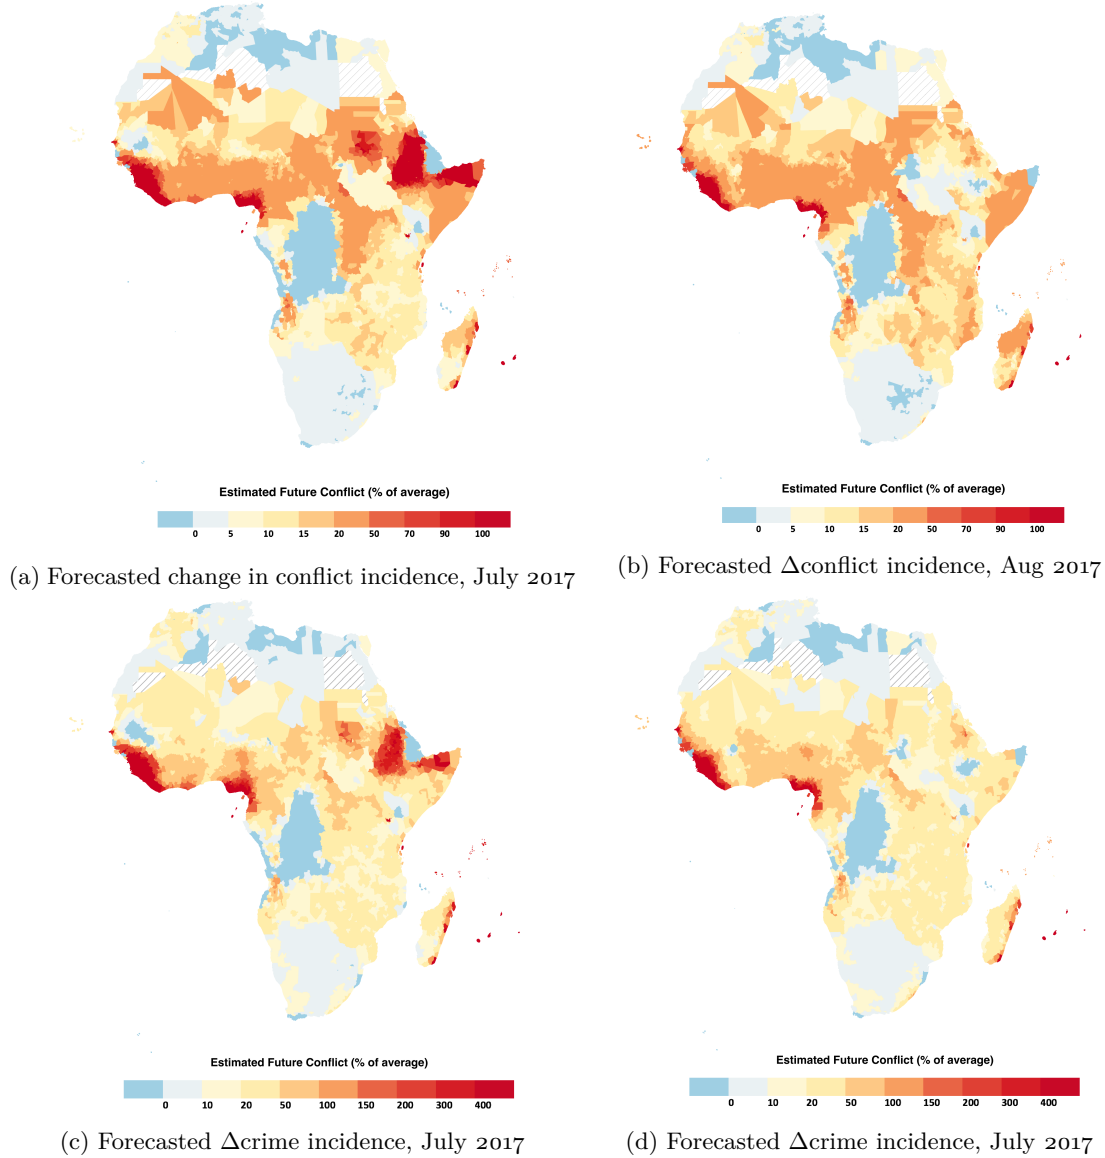 Estimated Future Conflict (% of average)
0 5 10 15 20 50 70 90 100
(a) Forecasted change in conflict incidence, July 2017
Estimated Future Conflict (% of average)
0 5 10 15 20 50 70 90 100
(b) Forecasted Δconflict incidence, Aug 2017
Estimated Future Conflict (% of average)
0 10 20 50 100 150 200 300 400
(c) Forecasted Δcrime incidence, July 2017
Estimated Future Conflict (% of average)
0 10 20 50 100 150 200 300 400
(d) Forecasted Δcrime incidence, July 2017